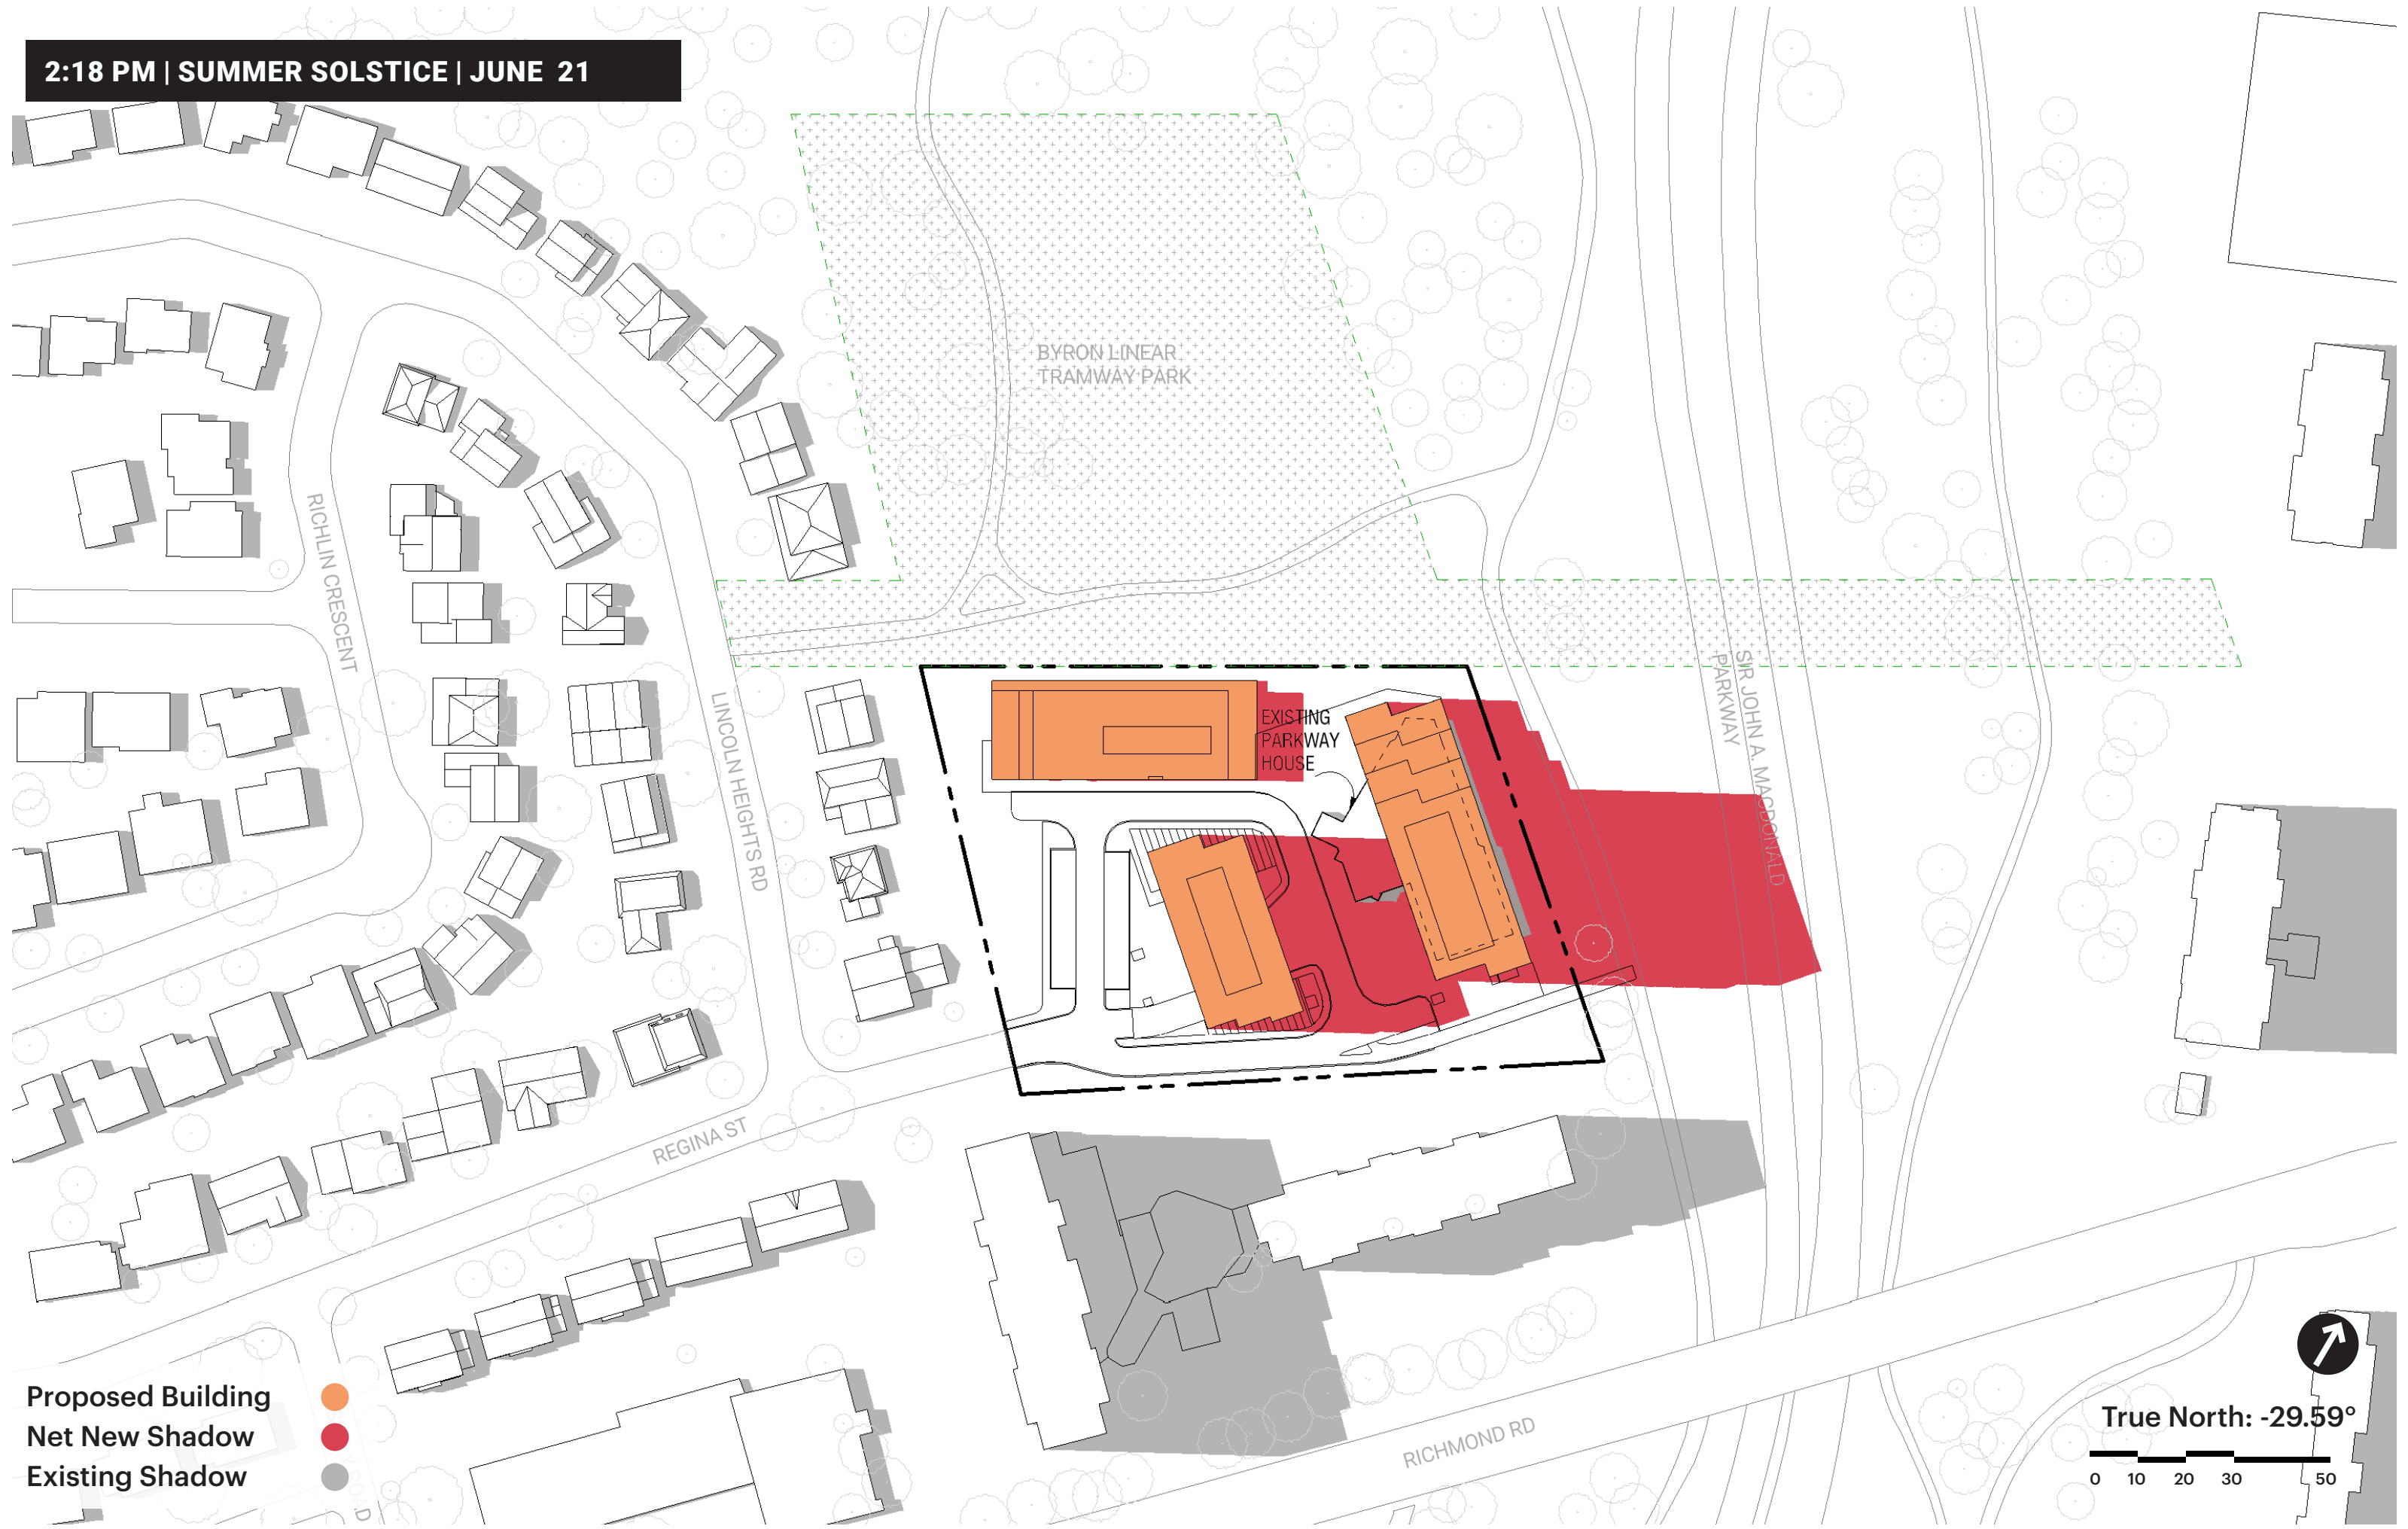 2:18 PM | SUMMER SOLSTICE | JUNE 21
BYRON LINEAR
TRAMWAY PARK
RICHLIN CRESCENT
LINCOLN HEIGHTS RD
SIR JOHN A. MACDONALD
PARKWAY
EXISTING
PARKWAY
HOUSE
REGINA ST
RICHMOND RD
Proposed Building
Net New Shadow
Existing Shadow
True North: -29.59°
0 10 20 30 50